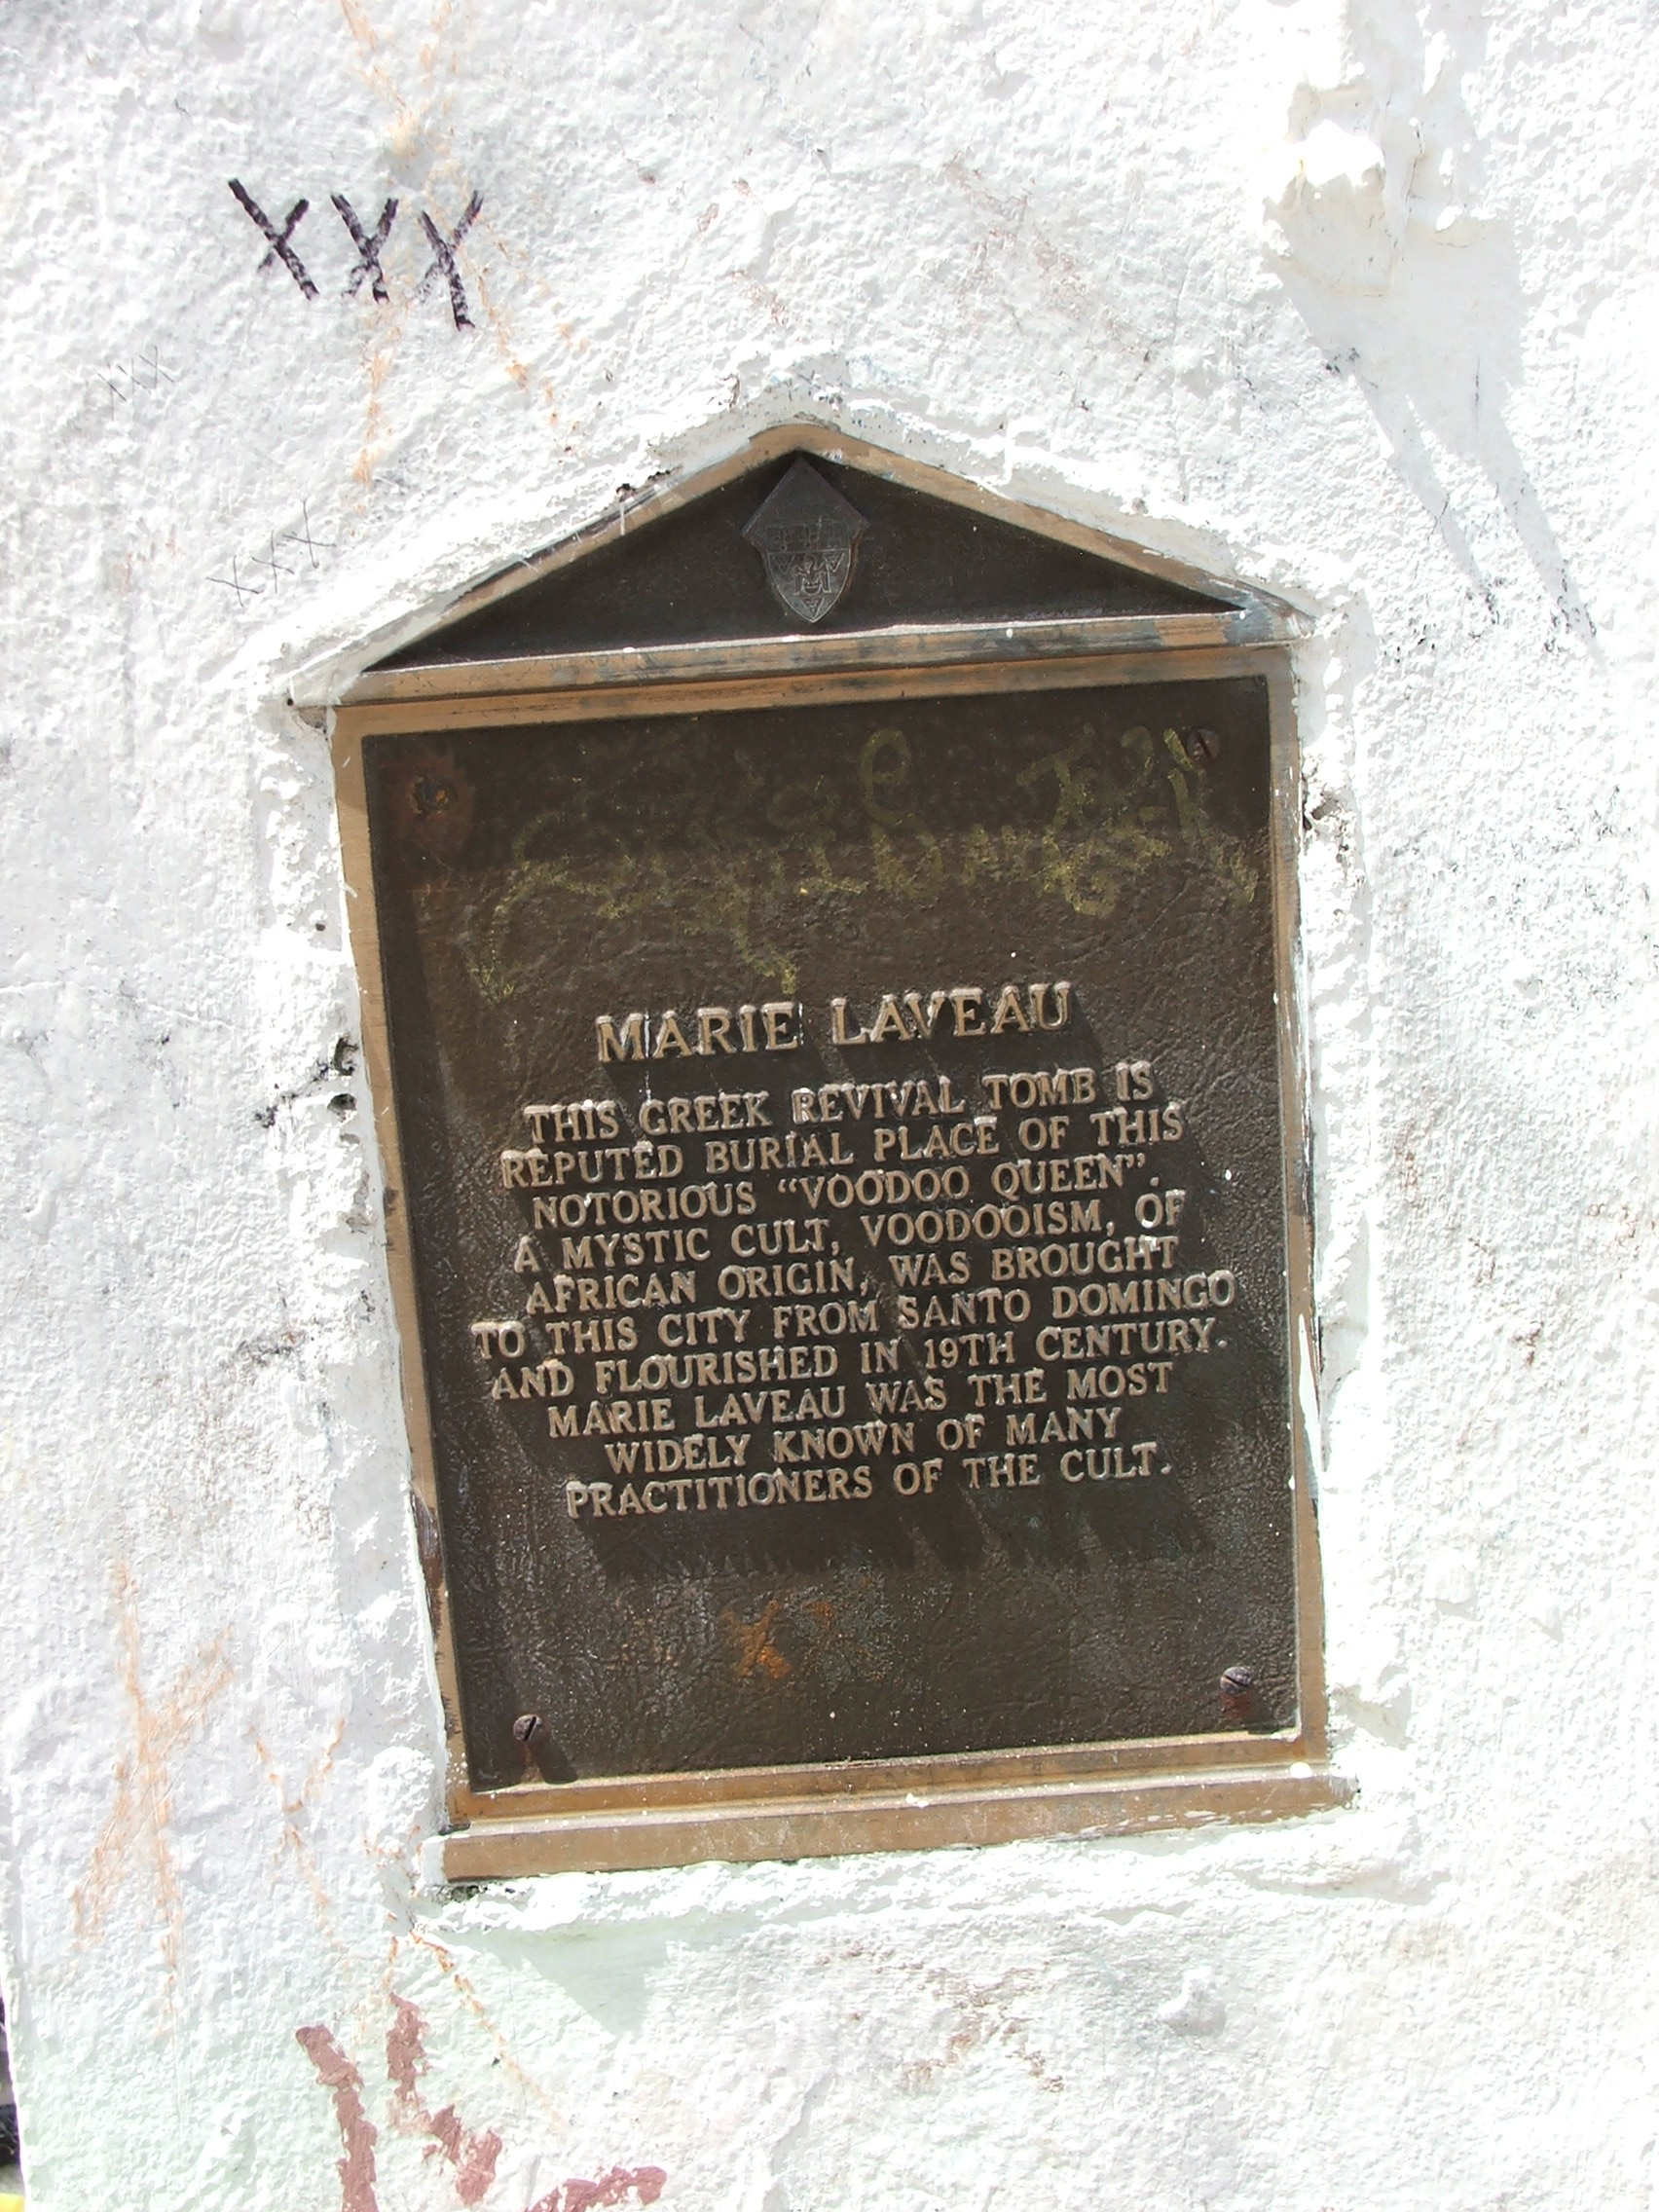 XXX
XXX
XXX
MARIE LAVEAU
THIS GREEK REVIVAL TOMB IS
REPUTED BURIAL PLACE OF THIS
NOTORIOUS “VOODOO QUEEN”.
A MYSTIC CULT, VOODOOISM, OF
AFRICAN ORIGIN, WAS BROUGHT
TO THIS CITY FROM SANTO DOMINGO
AND FLOURISHED IN 19TH CENTURY.
MARIE LAVEAU WAS THE MOST
WIDELY KNOWN OF MANY
PRACTITIONERS OF THE CULT.